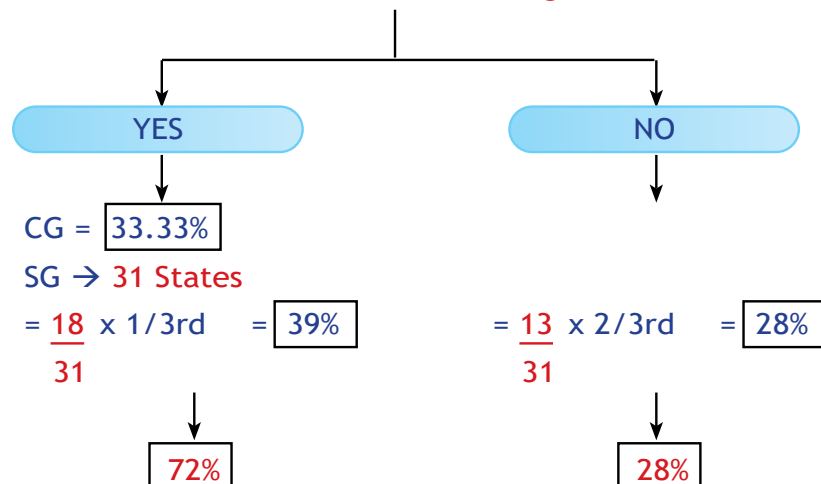 YES
NO
CG = 33.33%
SG → 31 States
= 18 x 1/3rd = 39%
31
= 13 x 2/3rd = 28%
31
72%
28%